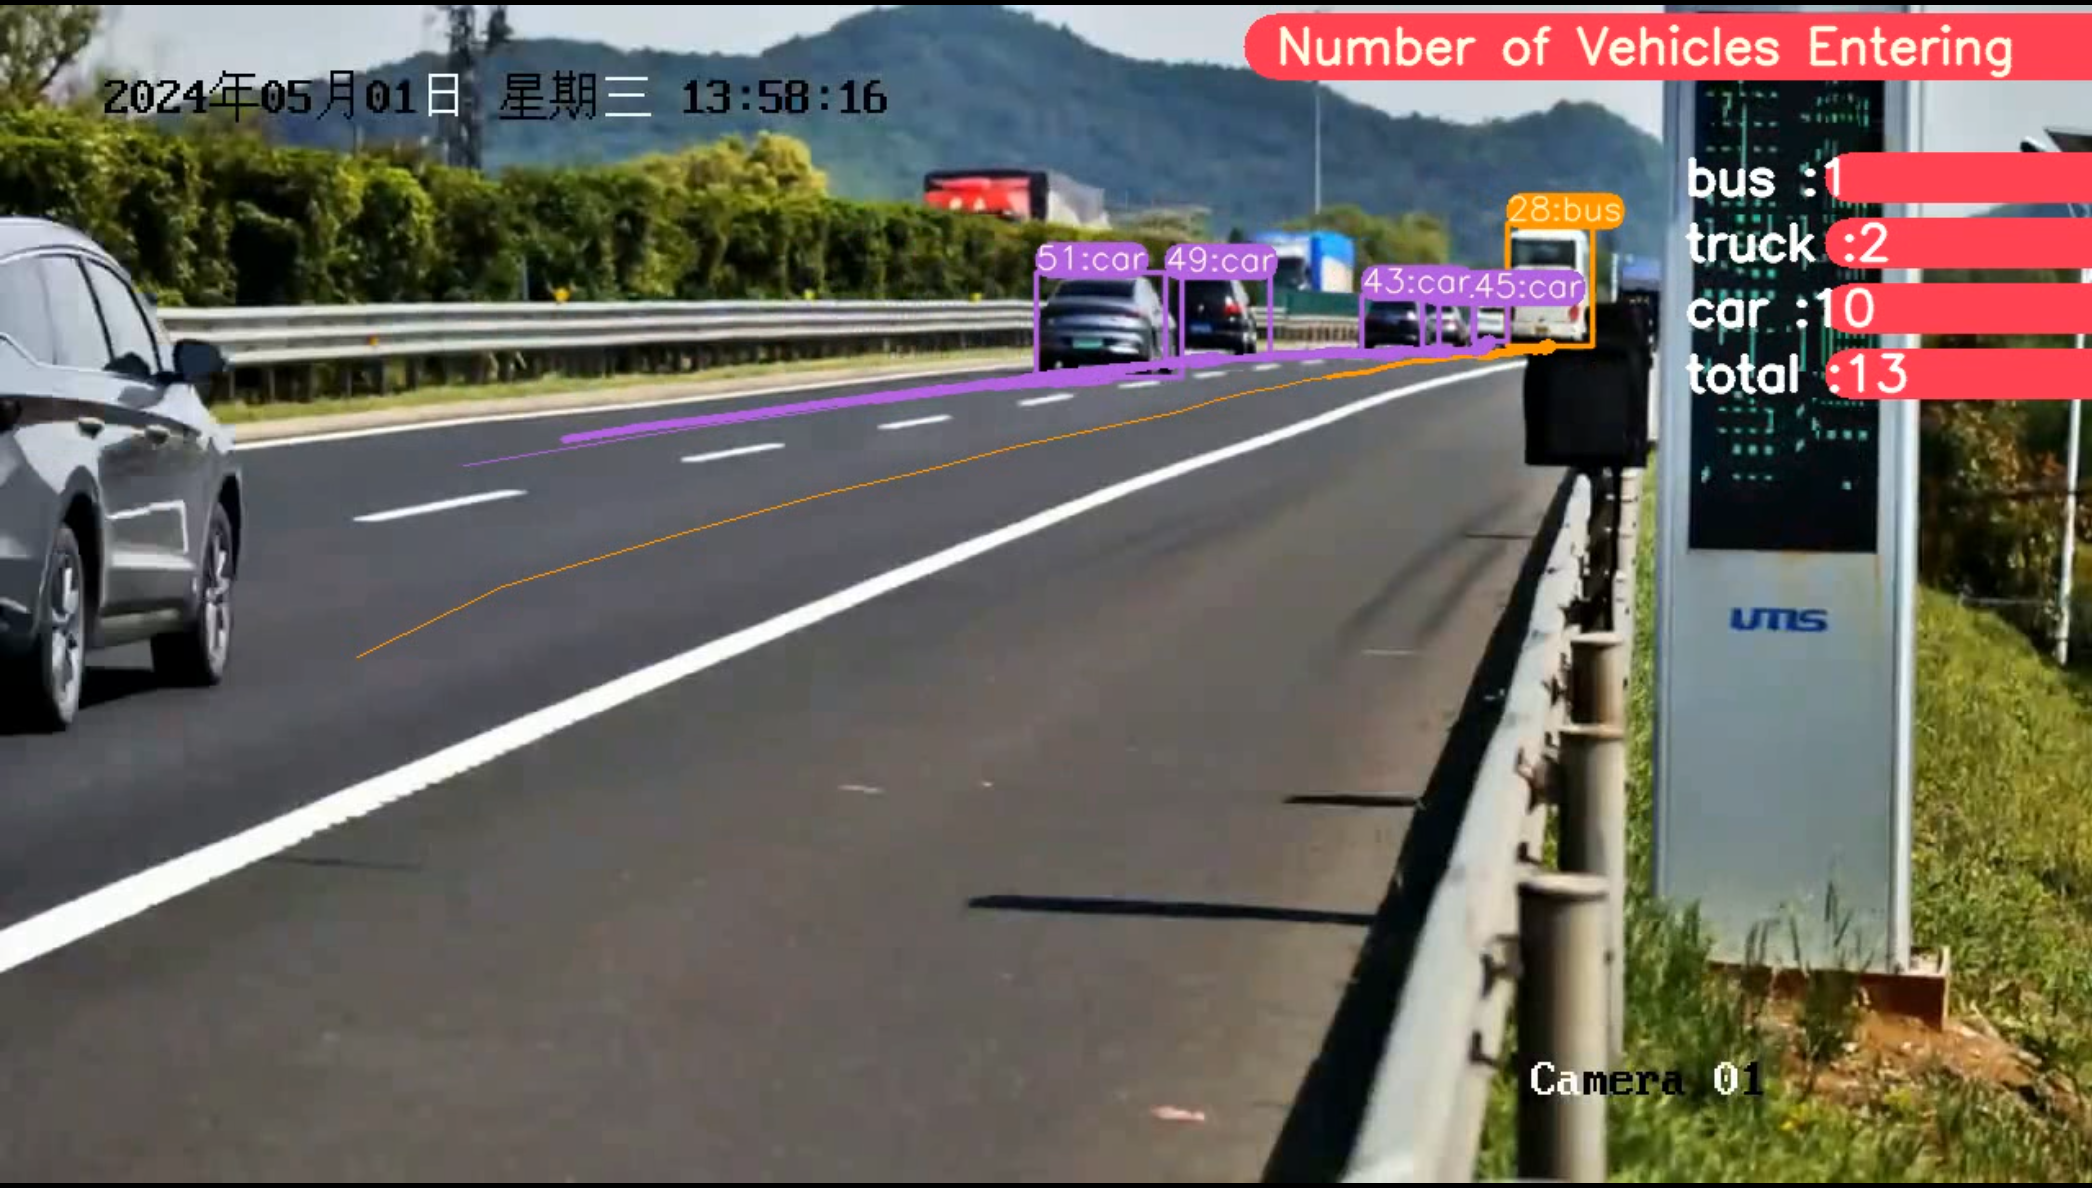 Number of Vehicles Entering
2024年05月01日 星期三 13:58:16
bus :1
truck :2
28:bus
51:car
49:car
43:car
45:car
car :10
total :13
UMS
Camera 01